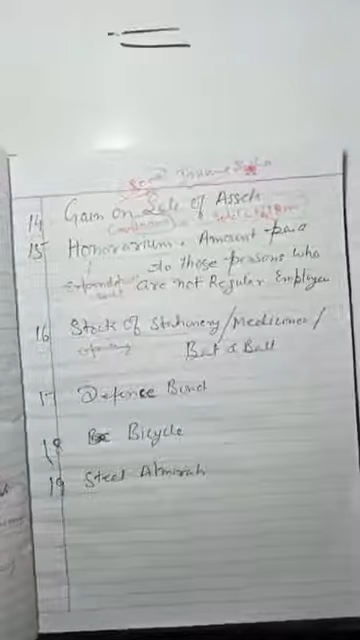 14 Gain on Sale of Assets
15 Honorarium. Amount paid
to those persons who
are not Regular Employee
16 Stock of Stationery/Medicines/
Bat & Ball
17 Defence Bond
18 Bicycle
19 Steel Almirah